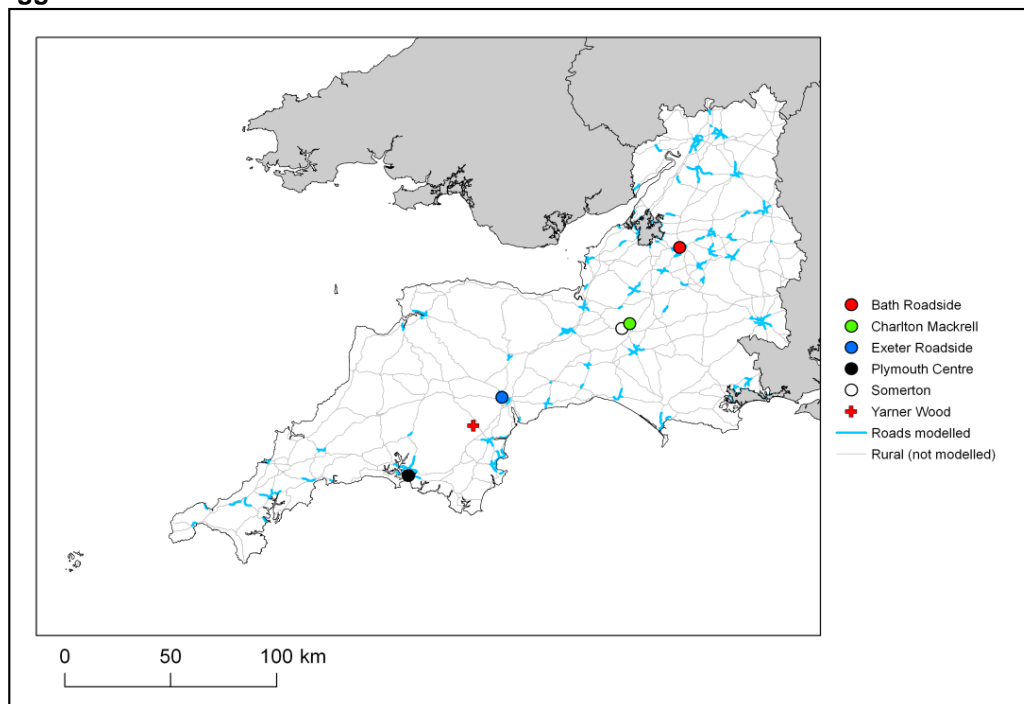 Bath Roadside
Charlton Mackrell
Exeter Roadside
Plymouth Centre
Somerton
Yarner Wood
Roads modelled
Rural (not modelled)
0 50 100 km